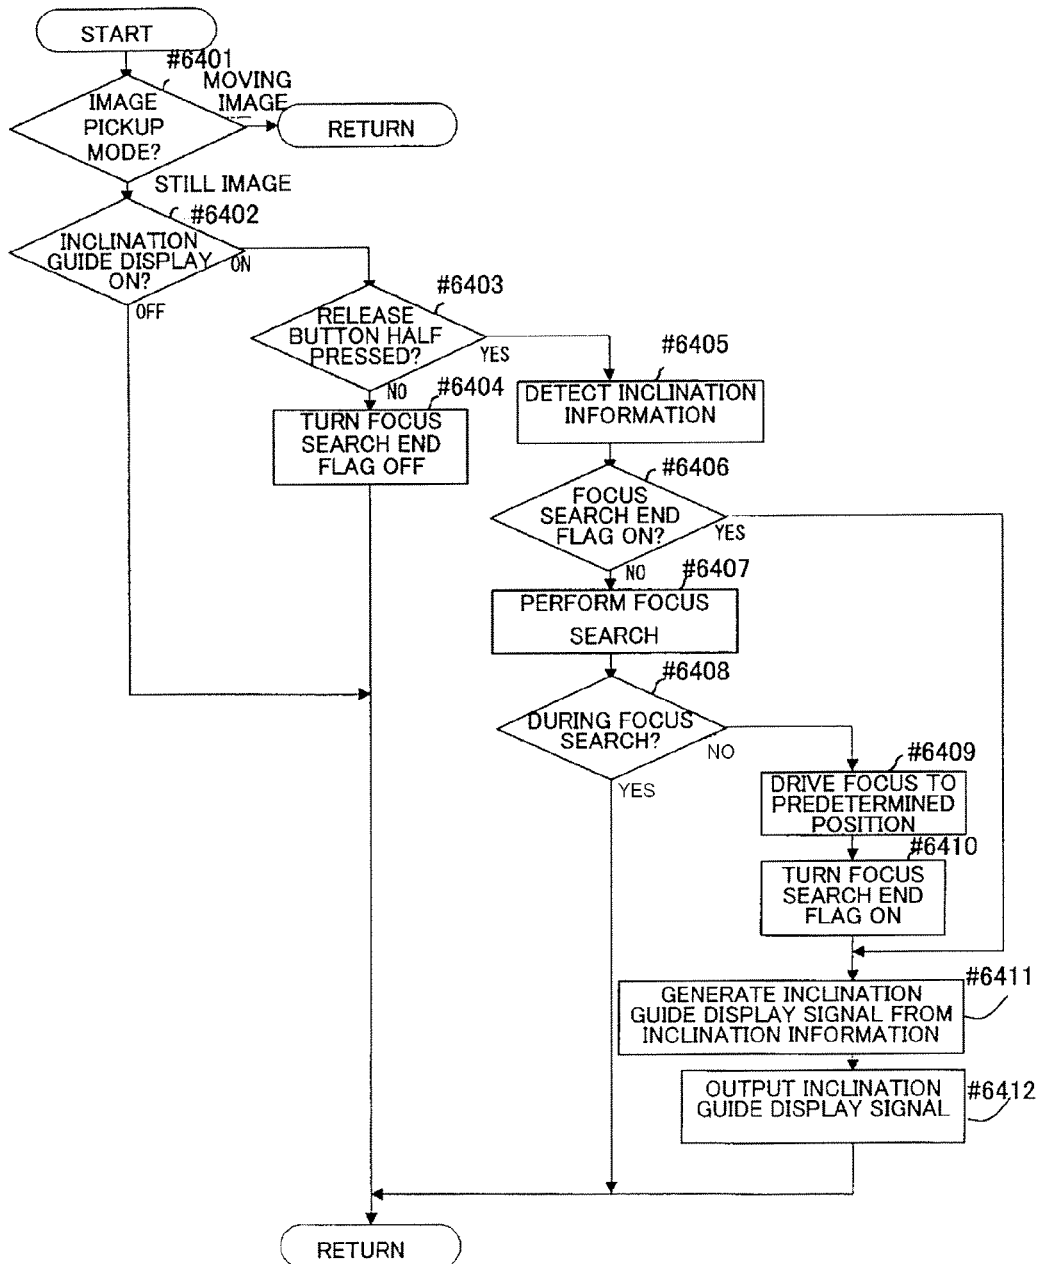 START
#6401
MOVING
IMAGE
IMAGE
PICKUP
MODE?
RETURN
STILL IMAGE
#6402
INCLINATION
GUIDE DISPLAY
ON?
ON
OFF
#6403
RELEASE
BUTTON HALF
PRESSED?
YES
NO
#6404
TURN FOCUS
SEARCH END
FLAG OFF
#6405
DETECT INCLINATION
INFORMATION
#6406
FOCUS
SEARCH END
FLAG ON?
YES
NO
#6407
PERFORM FOCUS
SEARCH
#6408
DURING FOCUS
SEARCH?
NO
YES
#6409
DRIVE FOCUS TO
PREDETERMINED
POSITION
#6410
TURN FOCUS
SEARCH END
FLAG ON
#6411
GENERATE INCLINATION
GUIDE DISPLAY SIGNAL FROM
INCLINATION INFORMATION
#6412
OUTPUT INCLINATION
GUIDE DISPLAY SIGNAL
RETURN